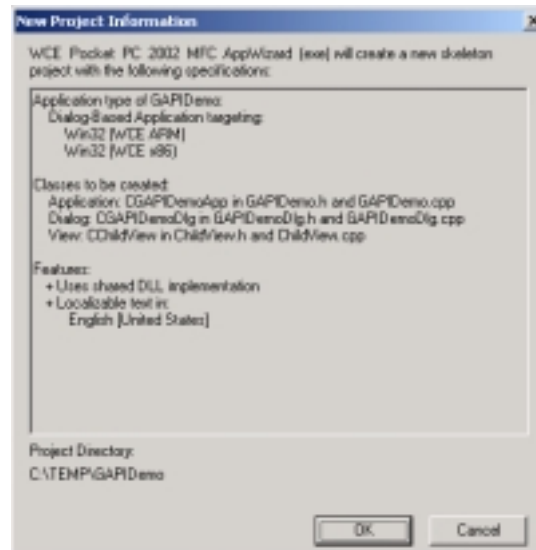 New Project Information
WCE Pocket PC 2002 MFC AppWizard (exe) will create a new skeleton
project with the following specifications:
Application type of GAPIDemo:
Dialog-Based Application targeting:
Win32 (WCE ARM)
Win32 (WCE x86)
Classes to be created:
Application: CGAPIDemoApp in GAPIDemo.h and GAPIDemo.cpp
Dialog: CGAPIDemoDlg in GAPIDemoDlg.h and GAPIDemoDlg.cpp
View: CChildView in ChildView.h and ChildView.cpp
Features:
+ Uses shared DLL implementation
+ Localizable text in:
English [United States]
Project Directory:
C:\TEMP\GAPIDemo
OK
Cancel